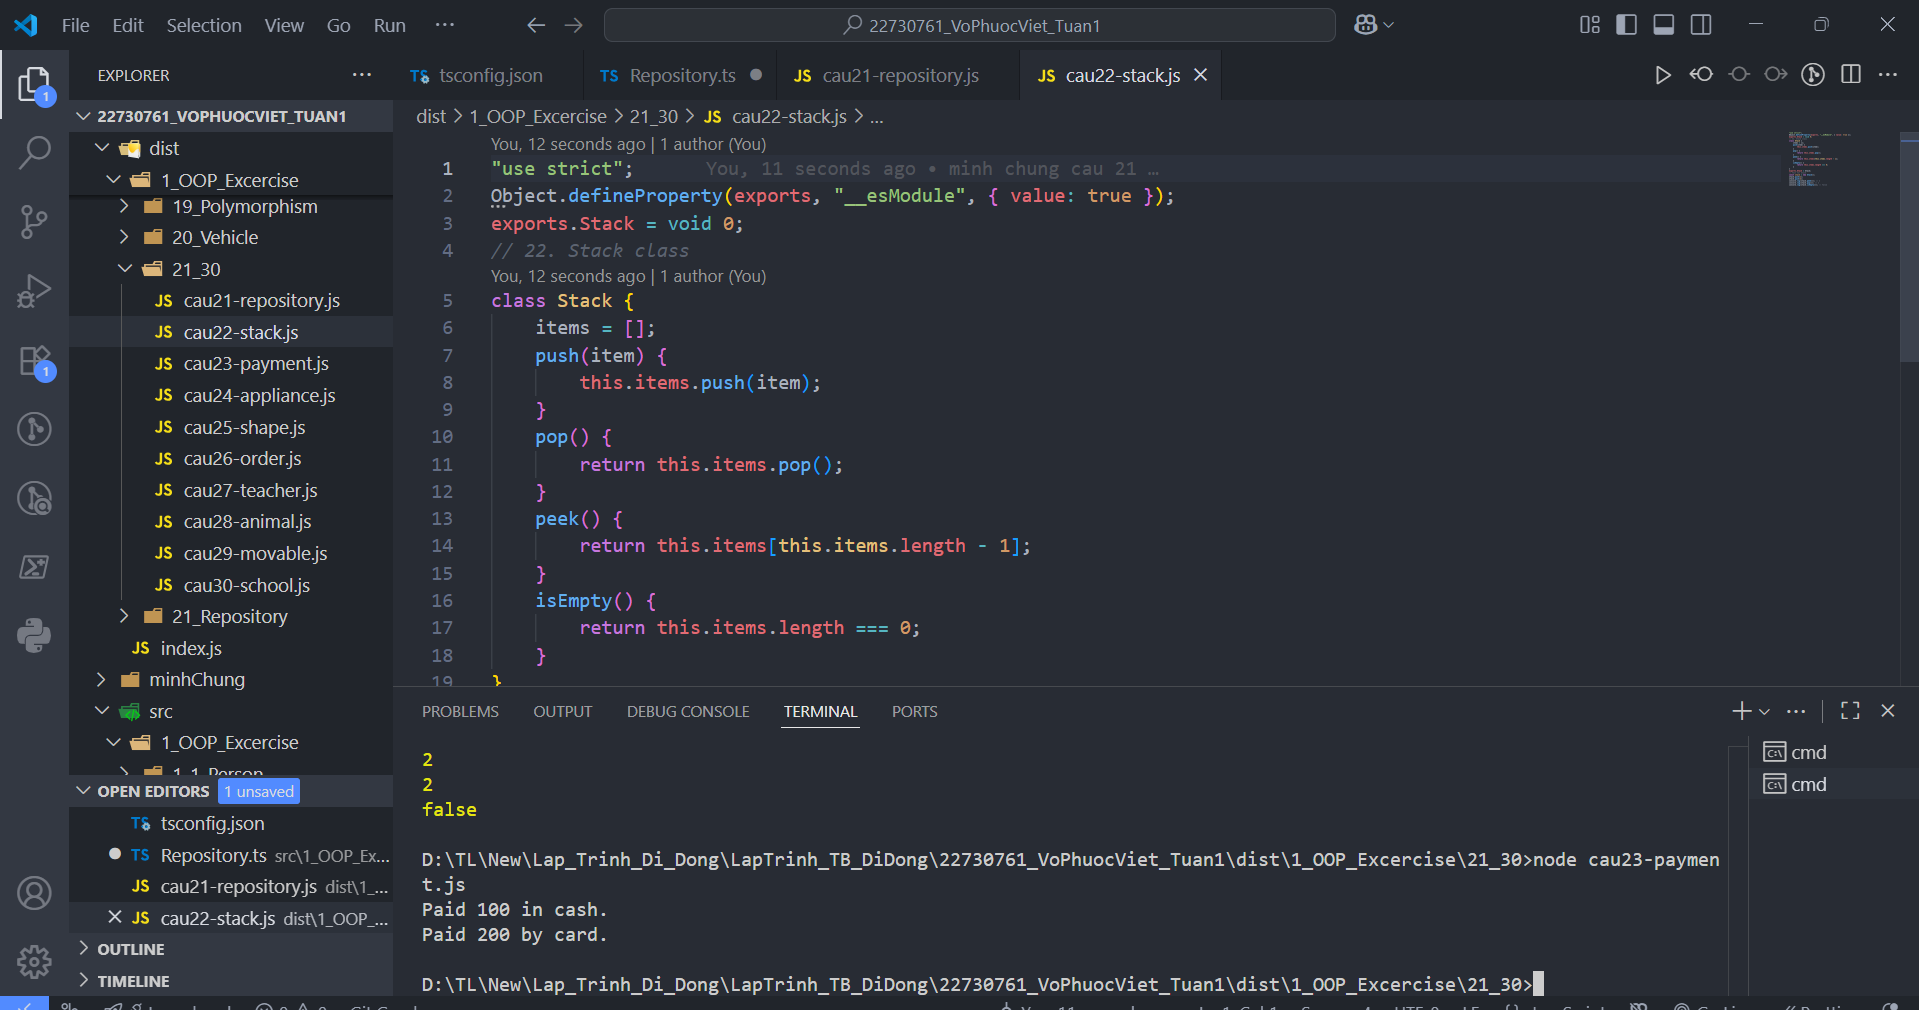 File Edit Selection View Go Run ···
22730761_VoPhuocViet_Tuan1
EXPLORER
22730761_VOPHUOCVIET_TUAN1
dist
1_OOP_Excercise
19_Polymorphism
20_Vehicle
21_30
JS cau21-repository.js
JS cau22-stack.js
JS cau23-payment.js
JS cau24-appliance.js
JS cau25-shape.js
JS cau26-order.js
JS cau27-teacher.js
JS cau28-animal.js
JS cau29-movable.js
JS cau30-school.js
21_Repository
JS index.js
minhChung
src
1_OOP_Excercise
1_1_Person
OPEN EDITORS 1 unsaved
TS tsconfig.json
TS Repository.ts src\1_OOP_Ex...
JS cau21-repository.js dist\1_...
JS cau22-stack.js dist\1_OOP_...
OUTLINE
TIMELINE
1
1
TS tsconfig.json TS Repository.ts JS cau21-repository.js JS cau22-stack.js
dist > 1_OOP_Excercise > 21_30 > JS cau22-stack.js > ...
You, 12 seconds ago | 1 author (You)
1 "use strict"; You, 11 seconds ago • minh chung cau 21 …
2 Object.defineProperty(exports, "__esModule", { value: true });
3 exports.Stack = void 0;
4 // 22. Stack class
You, 12 seconds ago | 1 author (You)
5 class Stack {
6 items = [];
7 push(item) {
8 this.items.push(item);
9 }
10 pop() {
11 return this.items.pop();
12 }
13 peek() {
14 return this.items[this.items.length - 1];
15 }
16 isEmpty() {
17 return this.items.length === 0;
18 }
19 }
PROBLEMS OUTPUT DEBUG CONSOLE TERMINAL PORTS
2
2
false
D:\TL\New\Lap_Trinh_Di_Dong\LapTrinh_TB_DiDong\22730761_VoPhuocViet_Tuan1\dist\1_OOP_Excercise\21_30>node cau23-paymen
t.js
Paid 100 in cash.
Paid 200 by card.
D:\TL\New\Lap_Trinh_Di_Dong\LapTrinh_TB_DiDong\22730761_VoPhuocViet_Tuan1\dist\1_OOP_Excercise\21_30>
cmd
cmd